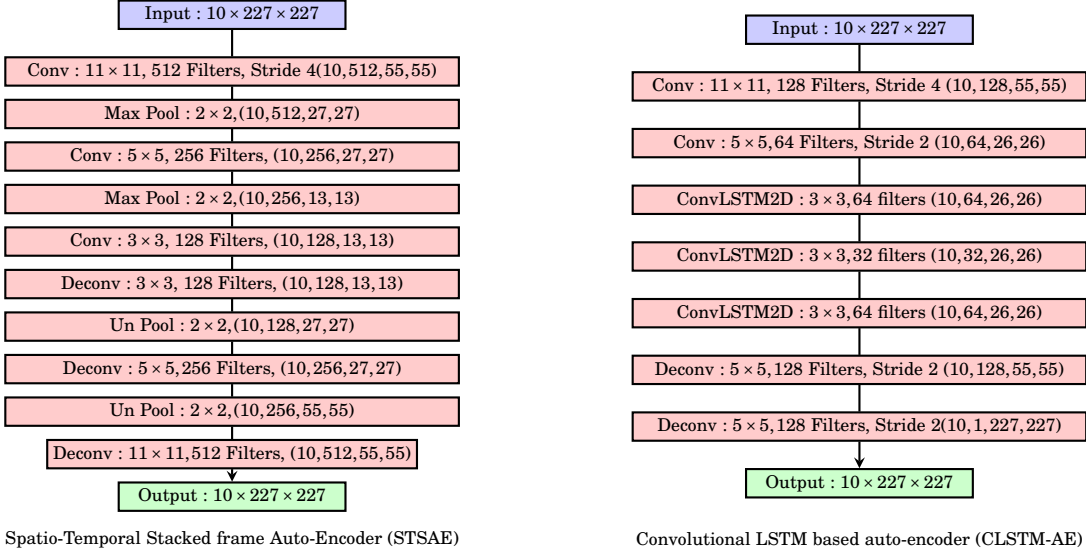 Input : 10 × 227 × 227
Conv : 11 × 11, 512 Filters, Stride 4(10,512,55,55)
Max Pool : 2 × 2,(10,512,27,27)
Conv : 5 × 5, 256 Filters, (10,256,27,27)
Max Pool : 2 × 2,(10,256,13,13)
Conv : 3 × 3, 128 Filters, (10,128,13,13)
Deconv : 3 × 3, 128 Filters, (10,128,13,13)
Un Pool : 2 × 2,(10,128,27,27)
Deconv : 5 × 5,256 Filters, (10,256,27,27)
Un Pool : 2 × 2,(10,256,55,55)
Deconv : 11 × 11,512 Filters, (10,512,55,55)
Output : 10 × 227 × 227
Spatio-Temporal Stacked frame Auto-Encoder (STSAE)
Input : 10 × 227 × 227
Conv : 11 × 11, 128 Filters, Stride 4 (10,128,55,55)
Conv : 5 × 5,64 Filters, Stride 2 (10,64,26,26)
ConvLSTM2D : 3 × 3,64 filters (10,64,26,26)
ConvLSTM2D : 3 × 3,32 filters (10,32,26,26)
ConvLSTM2D : 3 × 3,64 filters (10,64,26,26)
Deconv : 5 × 5,128 Filters, Stride 2 (10,128,55,55)
Deconv : 5 × 5,128 Filters, Stride 2(10,1,227,227)
Output : 10 × 227 × 227
Convolutional LSTM based auto-encoder (CLSTM-AE)